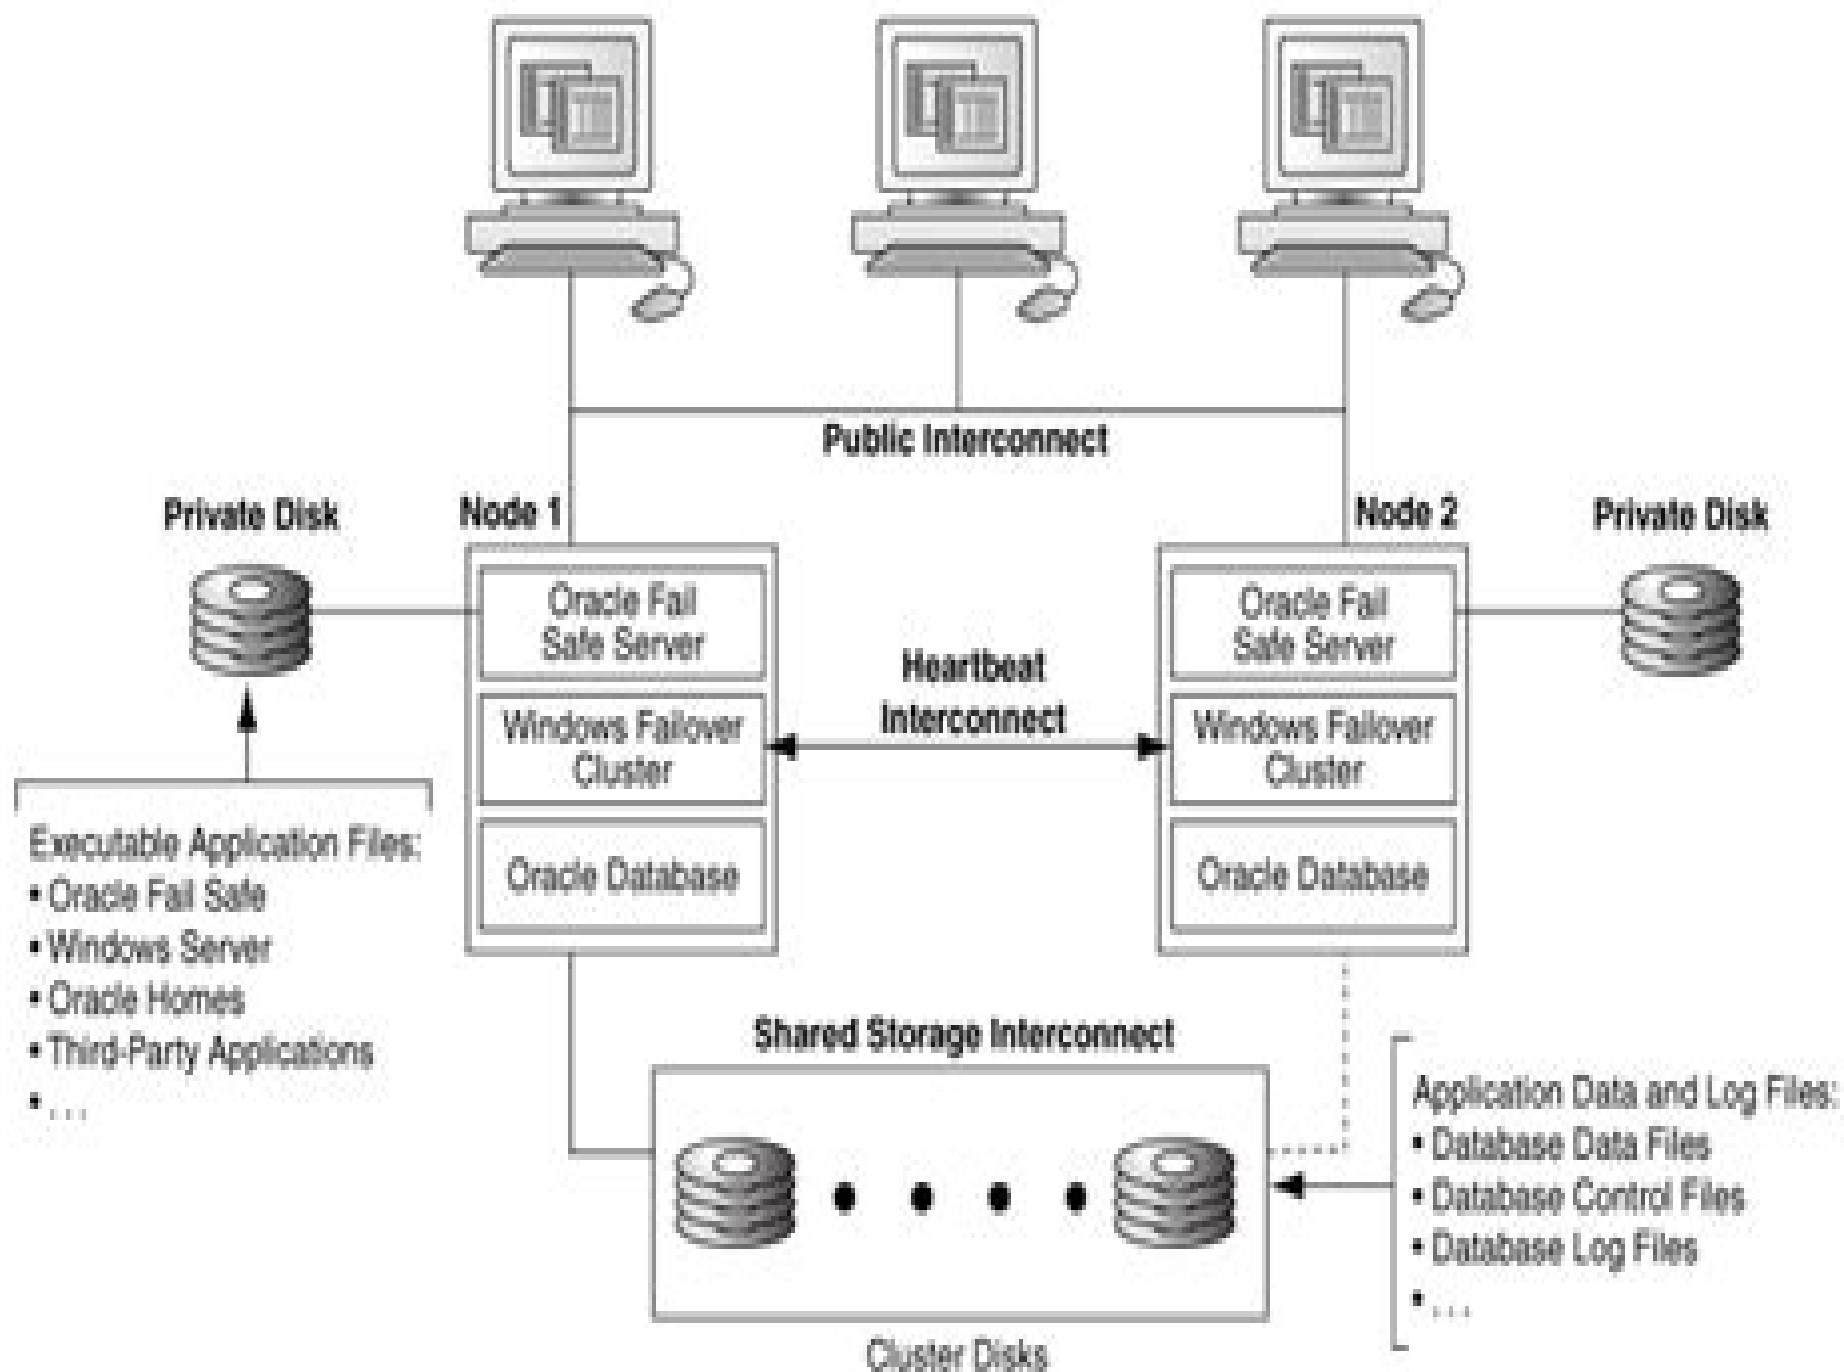 Public Interconnect
Private Disk
Node 1
Node 2
Private Disk
Oracle Fail
Safe Server
Oracle Fail
Safe Server
Heartbeat
Interconnect
Windows Failover
Cluster
Windows Failover
Cluster
Oracle Database
Oracle Database
Executable Application Files:
• Oracle Fail Safe
• Windows Server
• Oracle Homes
• Third-Party Applications
• ...
Shared Storage Interconnect
Application Data and Log Files:
• Database Data Files
• Database Control Files
• Database Log Files
• ...
Cluster Disks